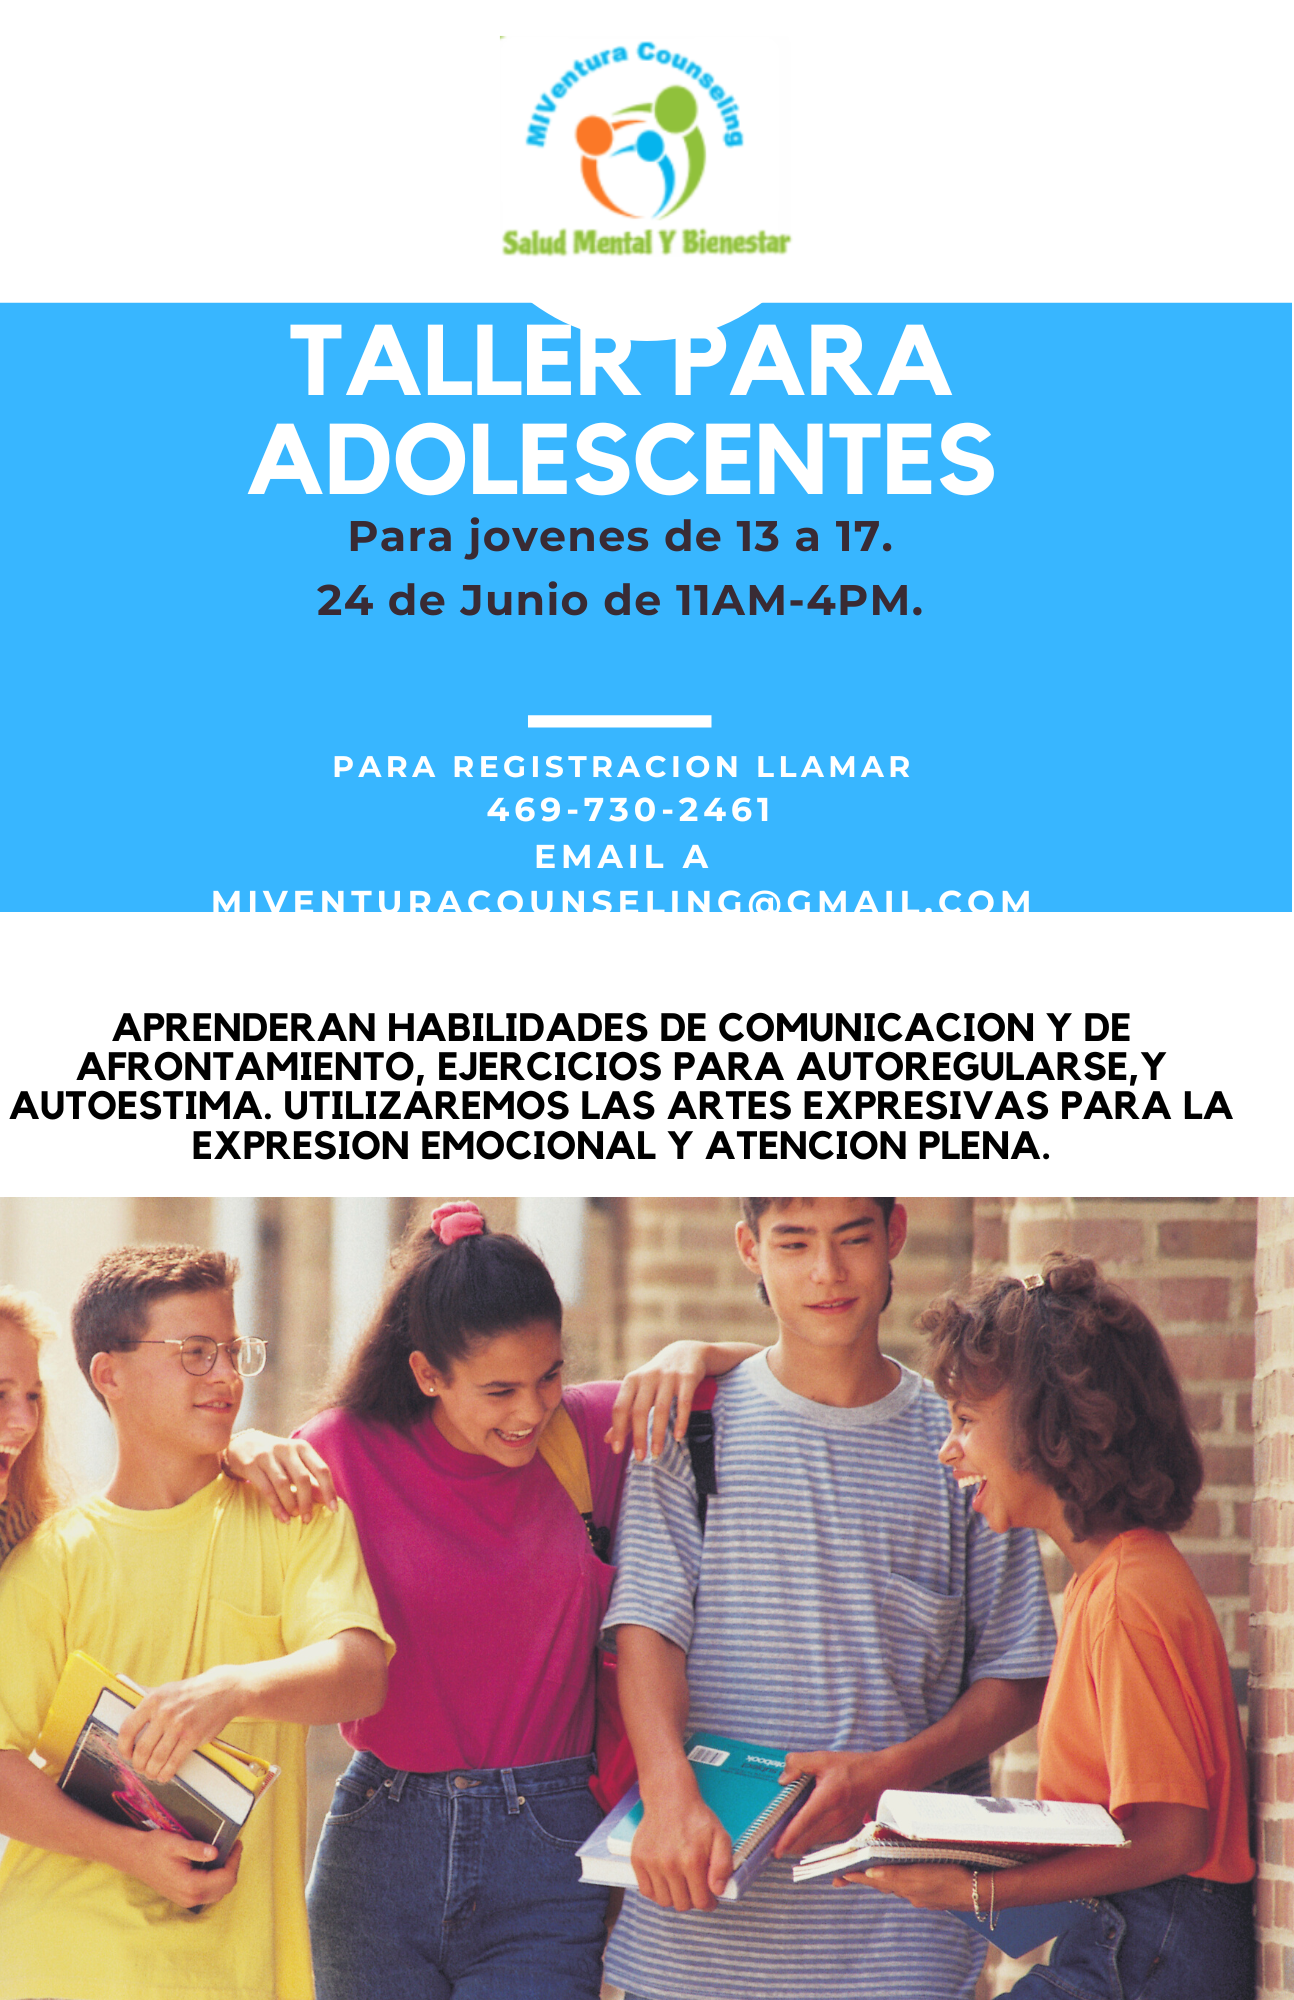 MIVentura Counseling
Salud Mental Y Bienestar
TALLER PARA
ADOLESCENTES
Para jovenes de 13 a 17.
24 de Junio de 11AM-4PM.
PARA REGISTRACION LLAMAR
469-730-2461
EMAIL A
MIVENTURACOUNSELING@GMAIL.COM
APRENDERAN HABILIDADES DE COMUNICACION Y DE
AFRONTAMIENTO, EJERCICIOS PARA AUTOREGULARSE,Y
AUTOESTIMA. UTILIZAREMOS LAS ARTES EXPRESIVAS PARA LA
EXPRESION EMOCIONAL Y ATENCION PLENA.